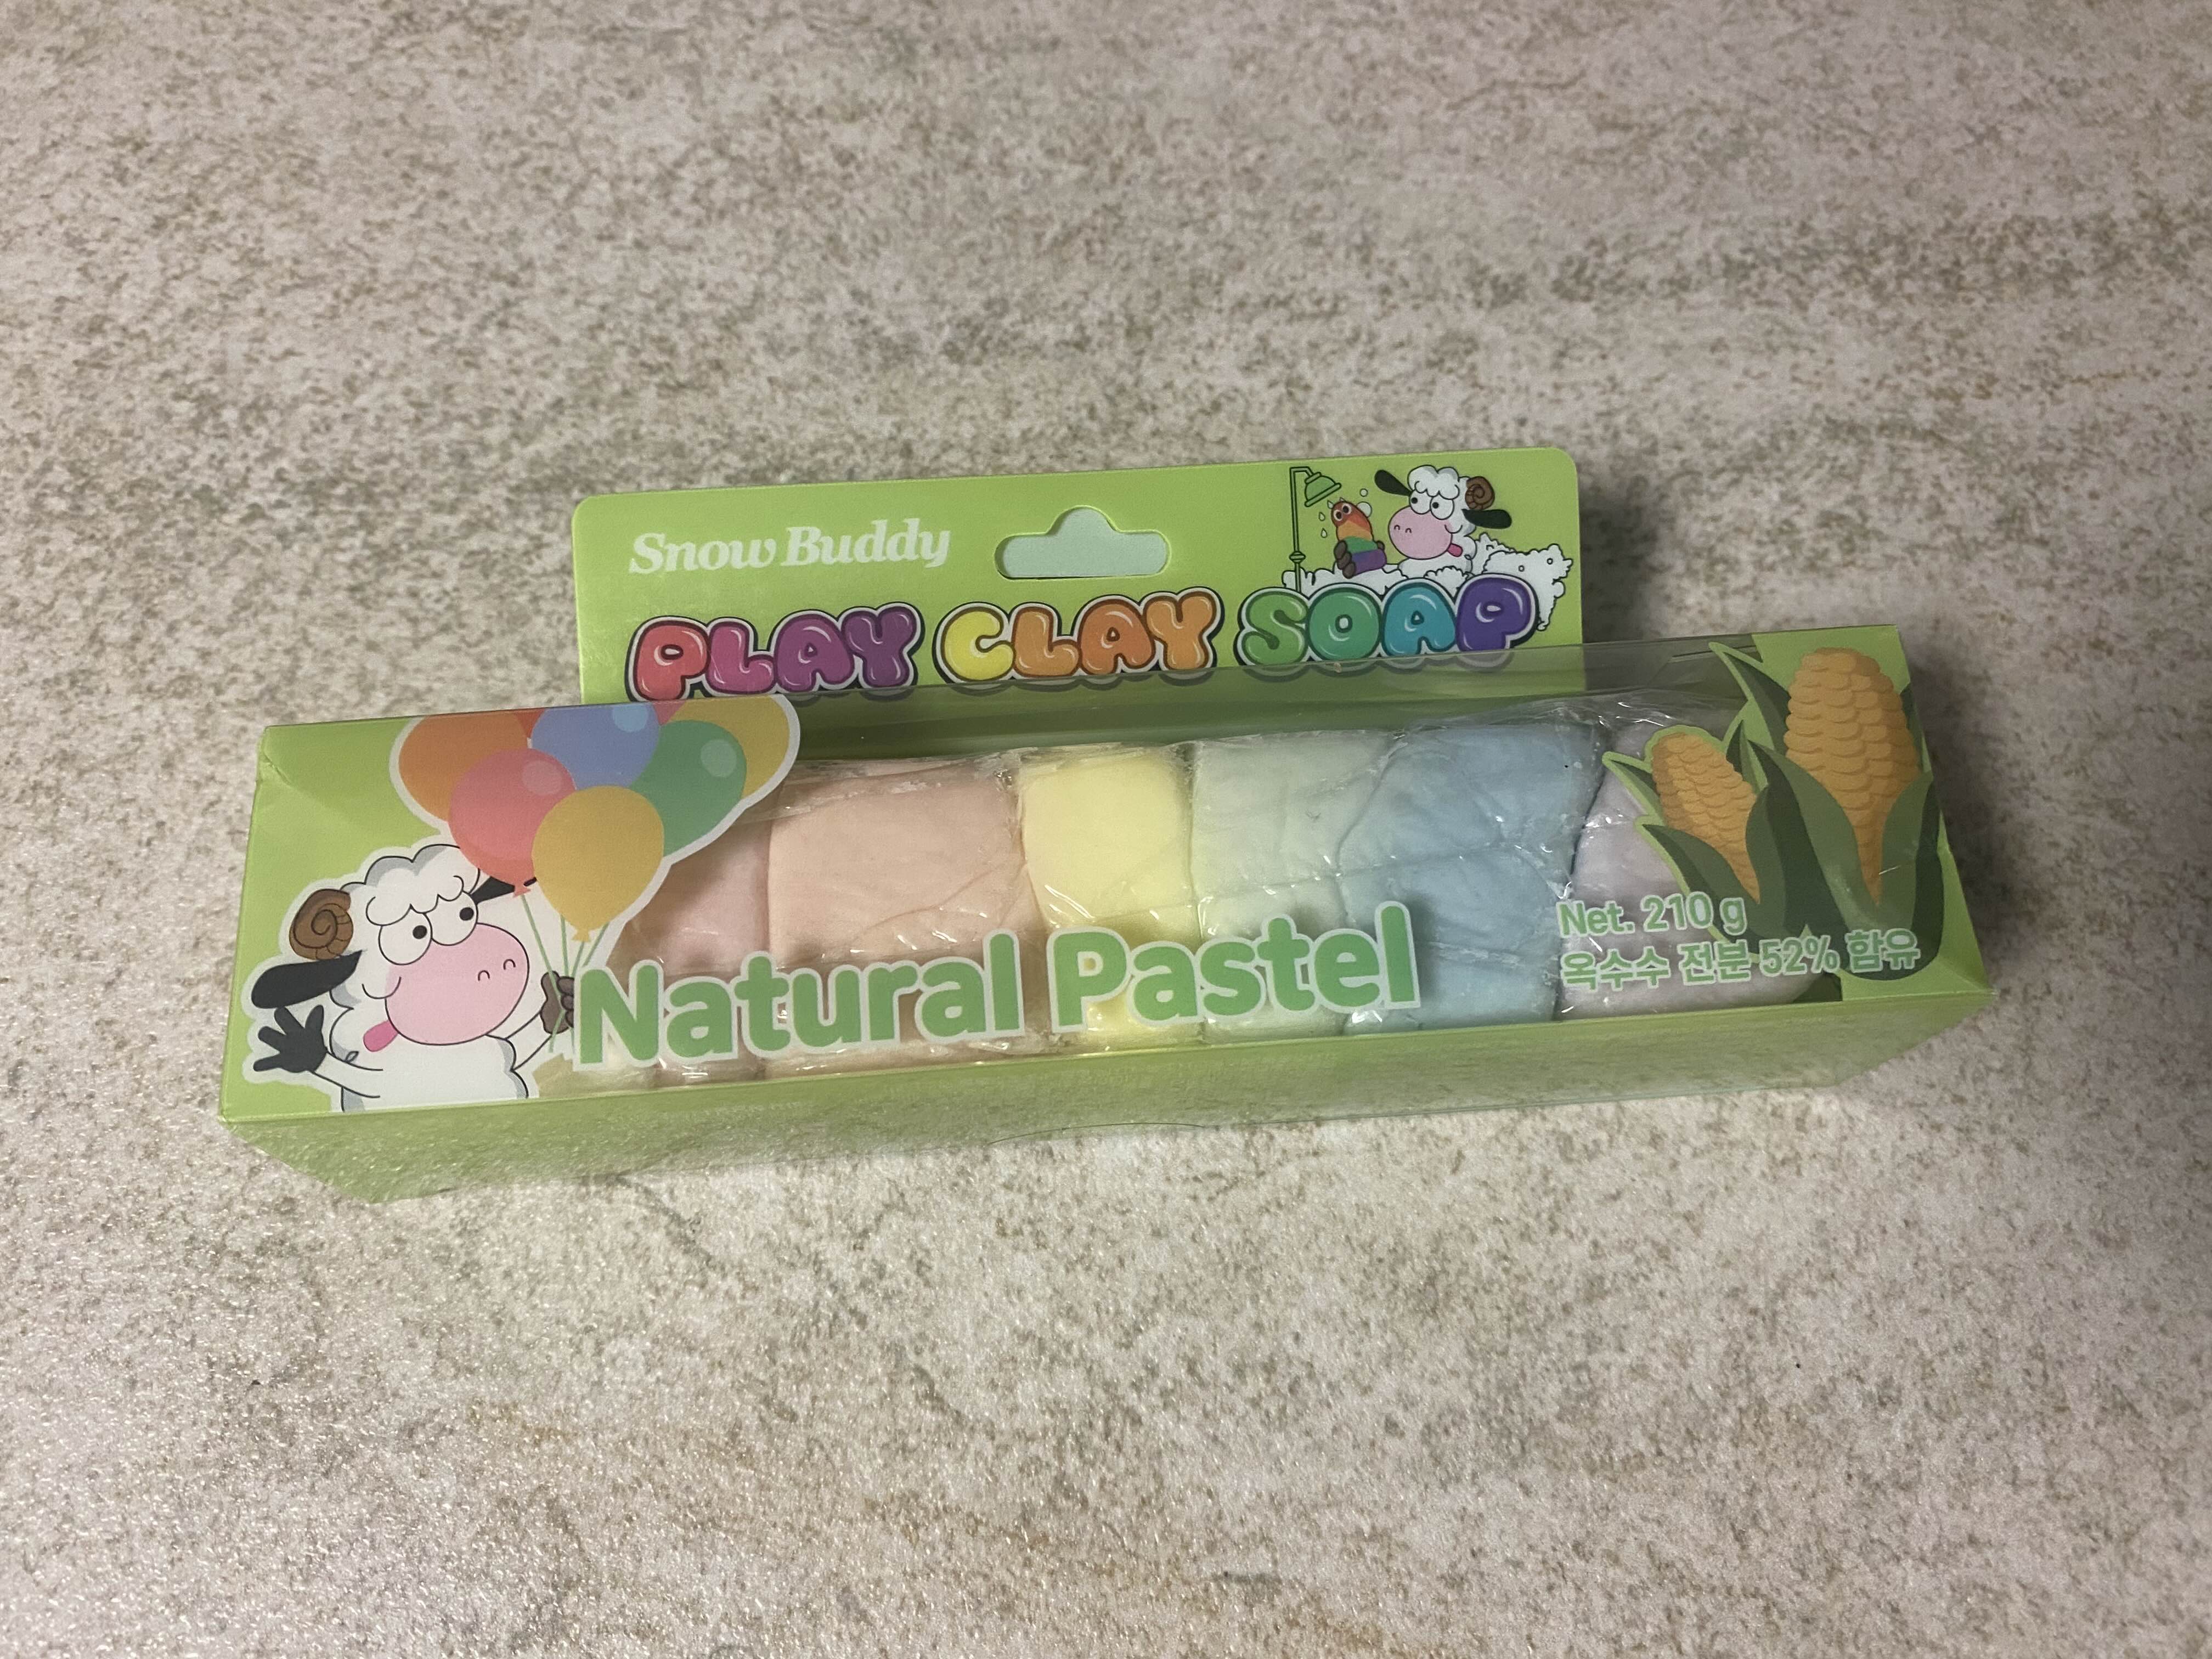 Snow Buddy
PLAY CLAY SOAP
Natural Pastel
Net. 210 g
옥수수 전분 52% 함유